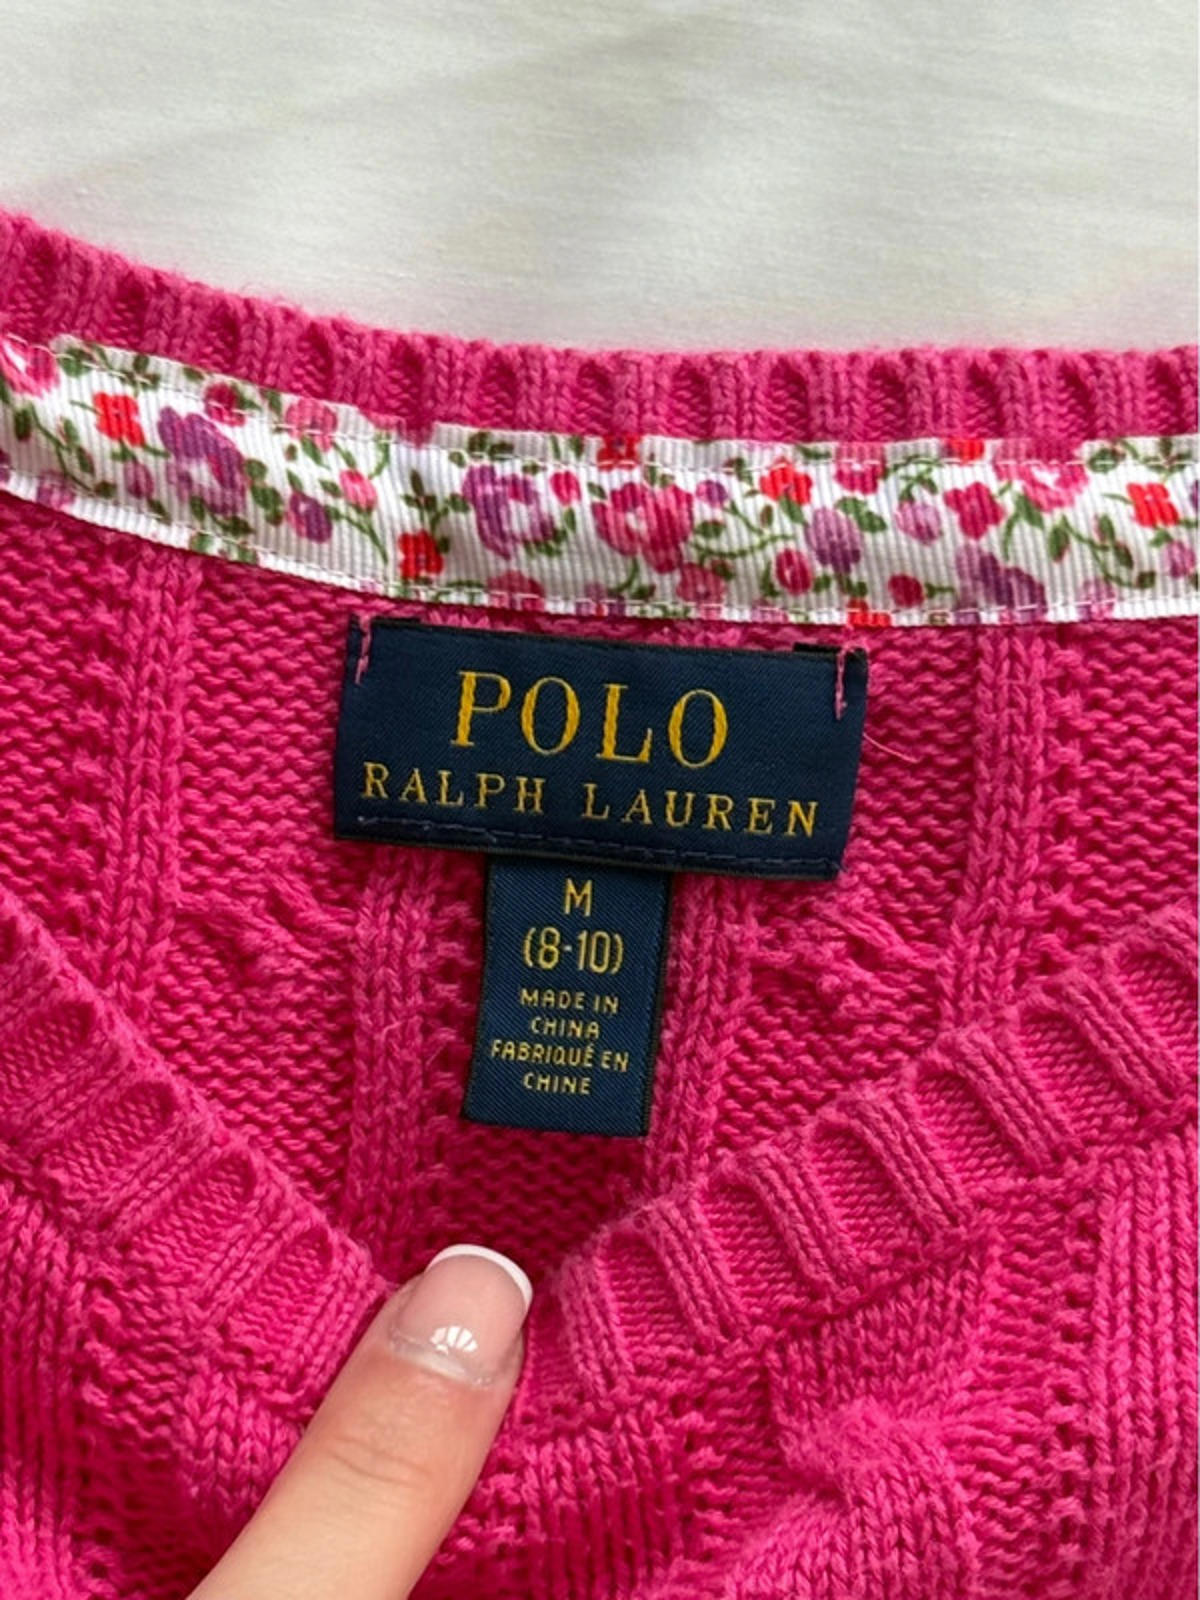 POLO
RALPH LAUREN
M
(8-10)
MADE IN
CHINA
FABRIQUÉ EN
CHINE